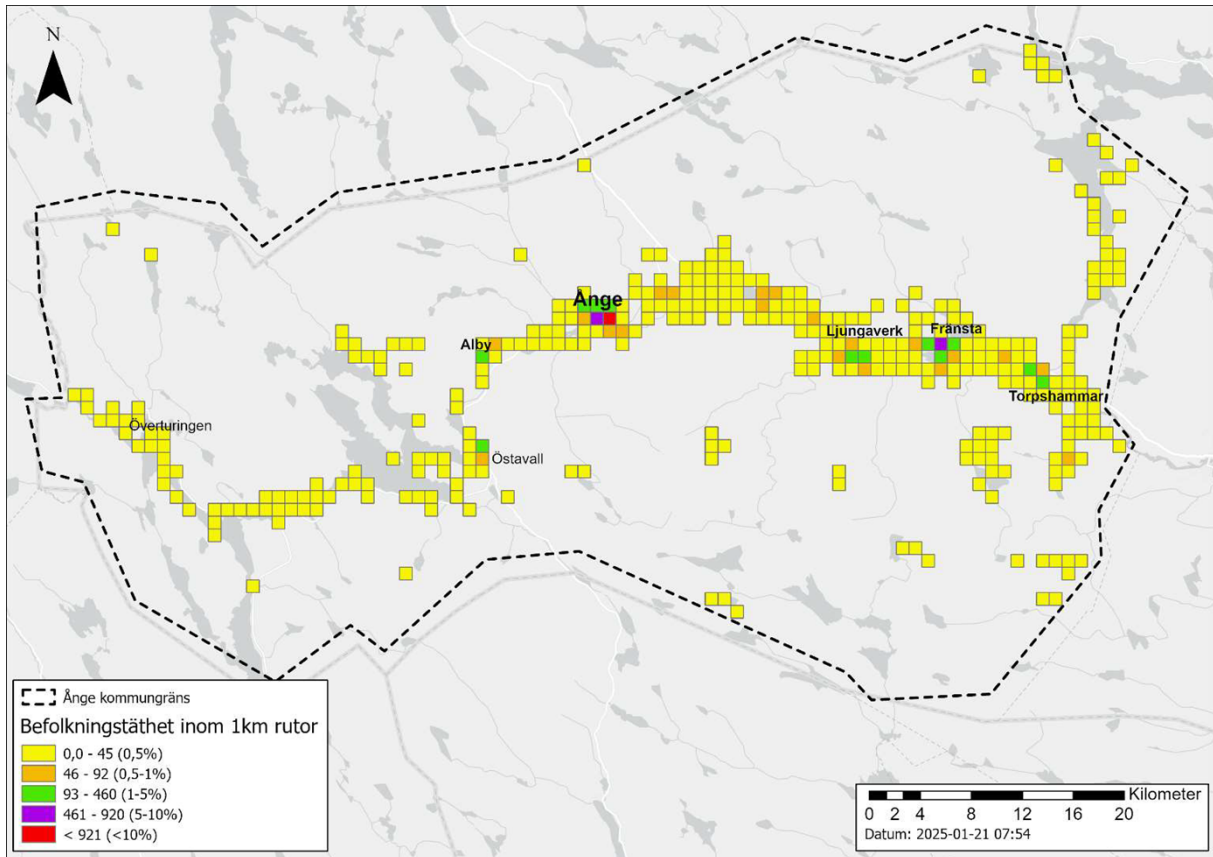 N
Ånge
Ljungaverk
Fränsta
Alby
Torpshammar
Överturingen
Östavall
Ånge kommungräns
Befolkningstäthet inom 1km rutor
0,0 - 45 (0,5%)
46 - 92 (0,5-1%)
93 - 460 (1-5%)
461 - 920 (5-10%)
< 921 (<10%)
Kilometer
0 2 4 8 12 16 20
Datum: 2025-01-21 07:54